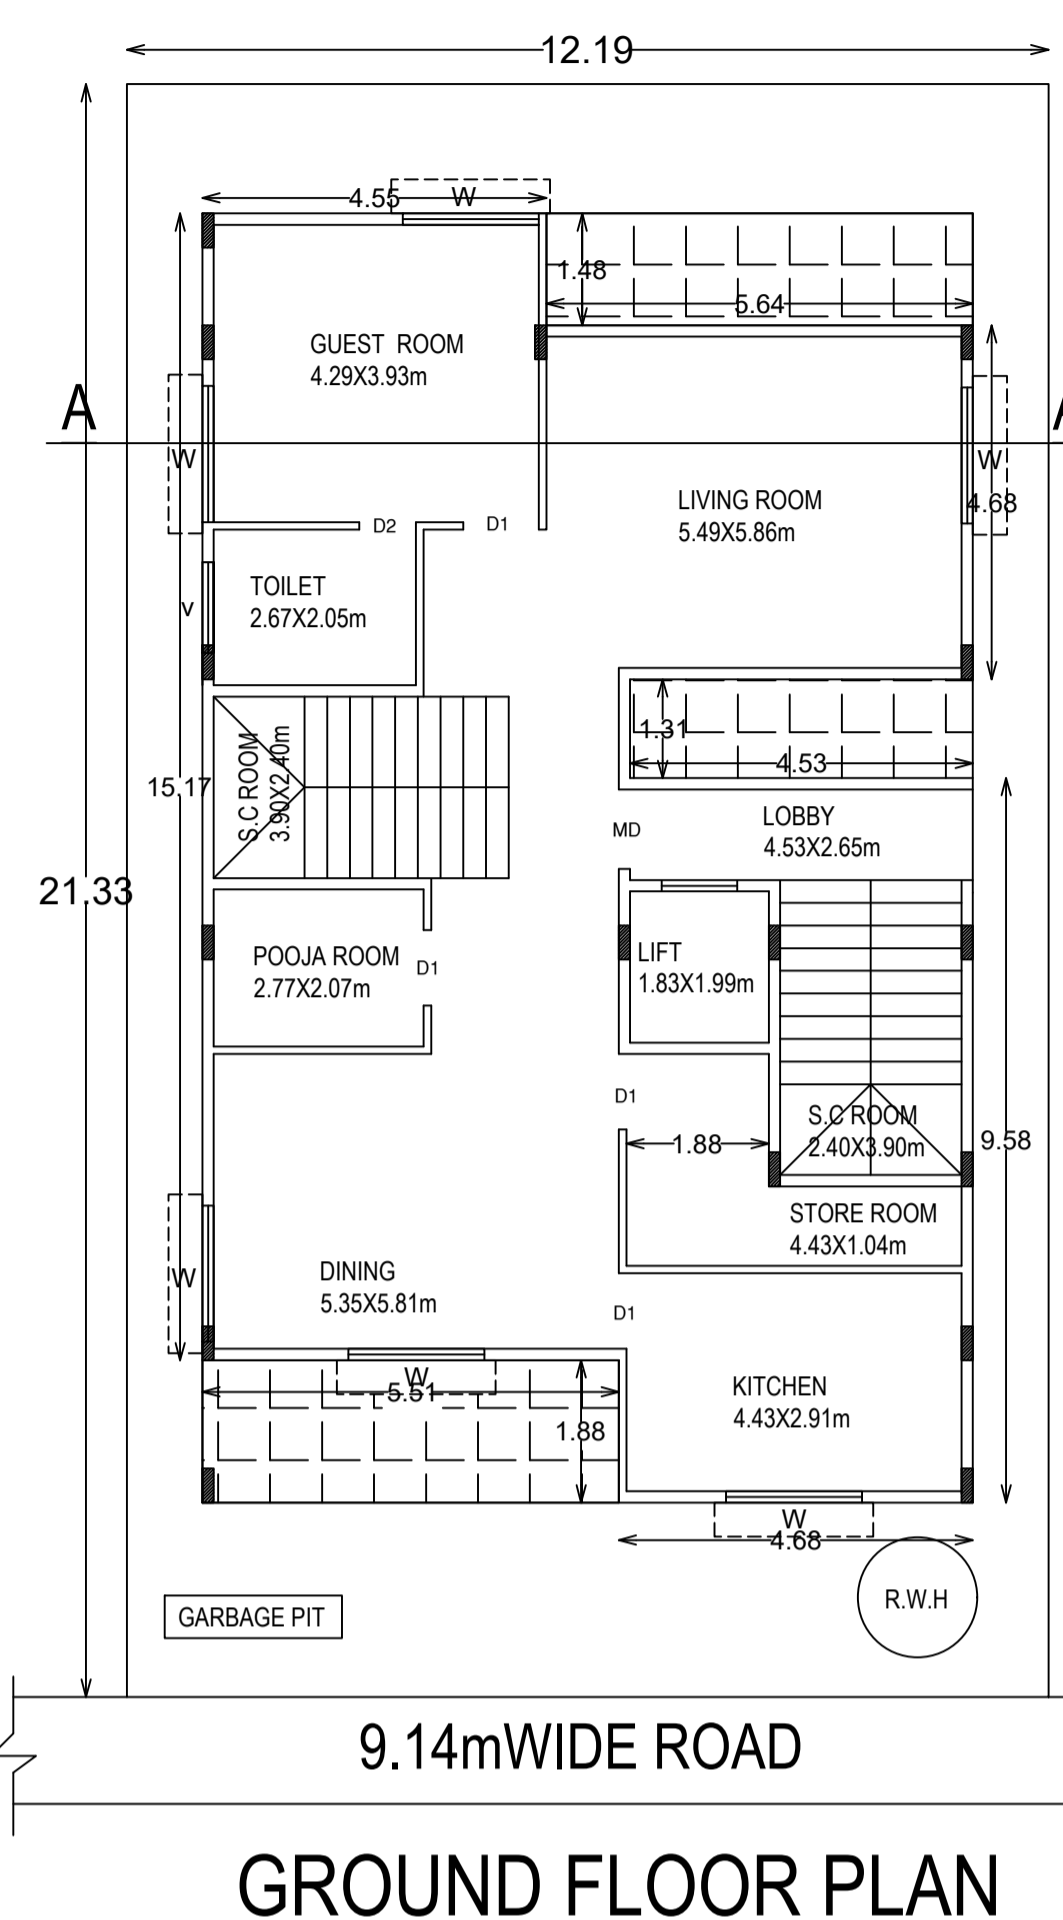 12.19
4.55
W
1.48
5.64
GUEST ROOM
4.29X3.93m
A
W
W
4.68
LIVING ROOM
5.49X5.86m
D2
D1
TOILET
2.67X2.05m
v
S.C ROOM
3.90X2.40m
15.17
1.31
4.53
MD
LOBBY
4.53X2.65m
21.33
POOJA ROOM
2.77X2.07m
D1
LIFT
1.83X1.99m
D1
1.88
S.C ROOM
2.40X3.90m
9.58
STORE ROOM
4.43X1.04m
W
DINING
5.35X5.81m
D1
W
5.51
1.88
KITCHEN
4.43X2.91m
W
4.68
GARBAGE PIT
R.W.H
9.14mWIDE ROAD
GROUND FLOOR PLAN